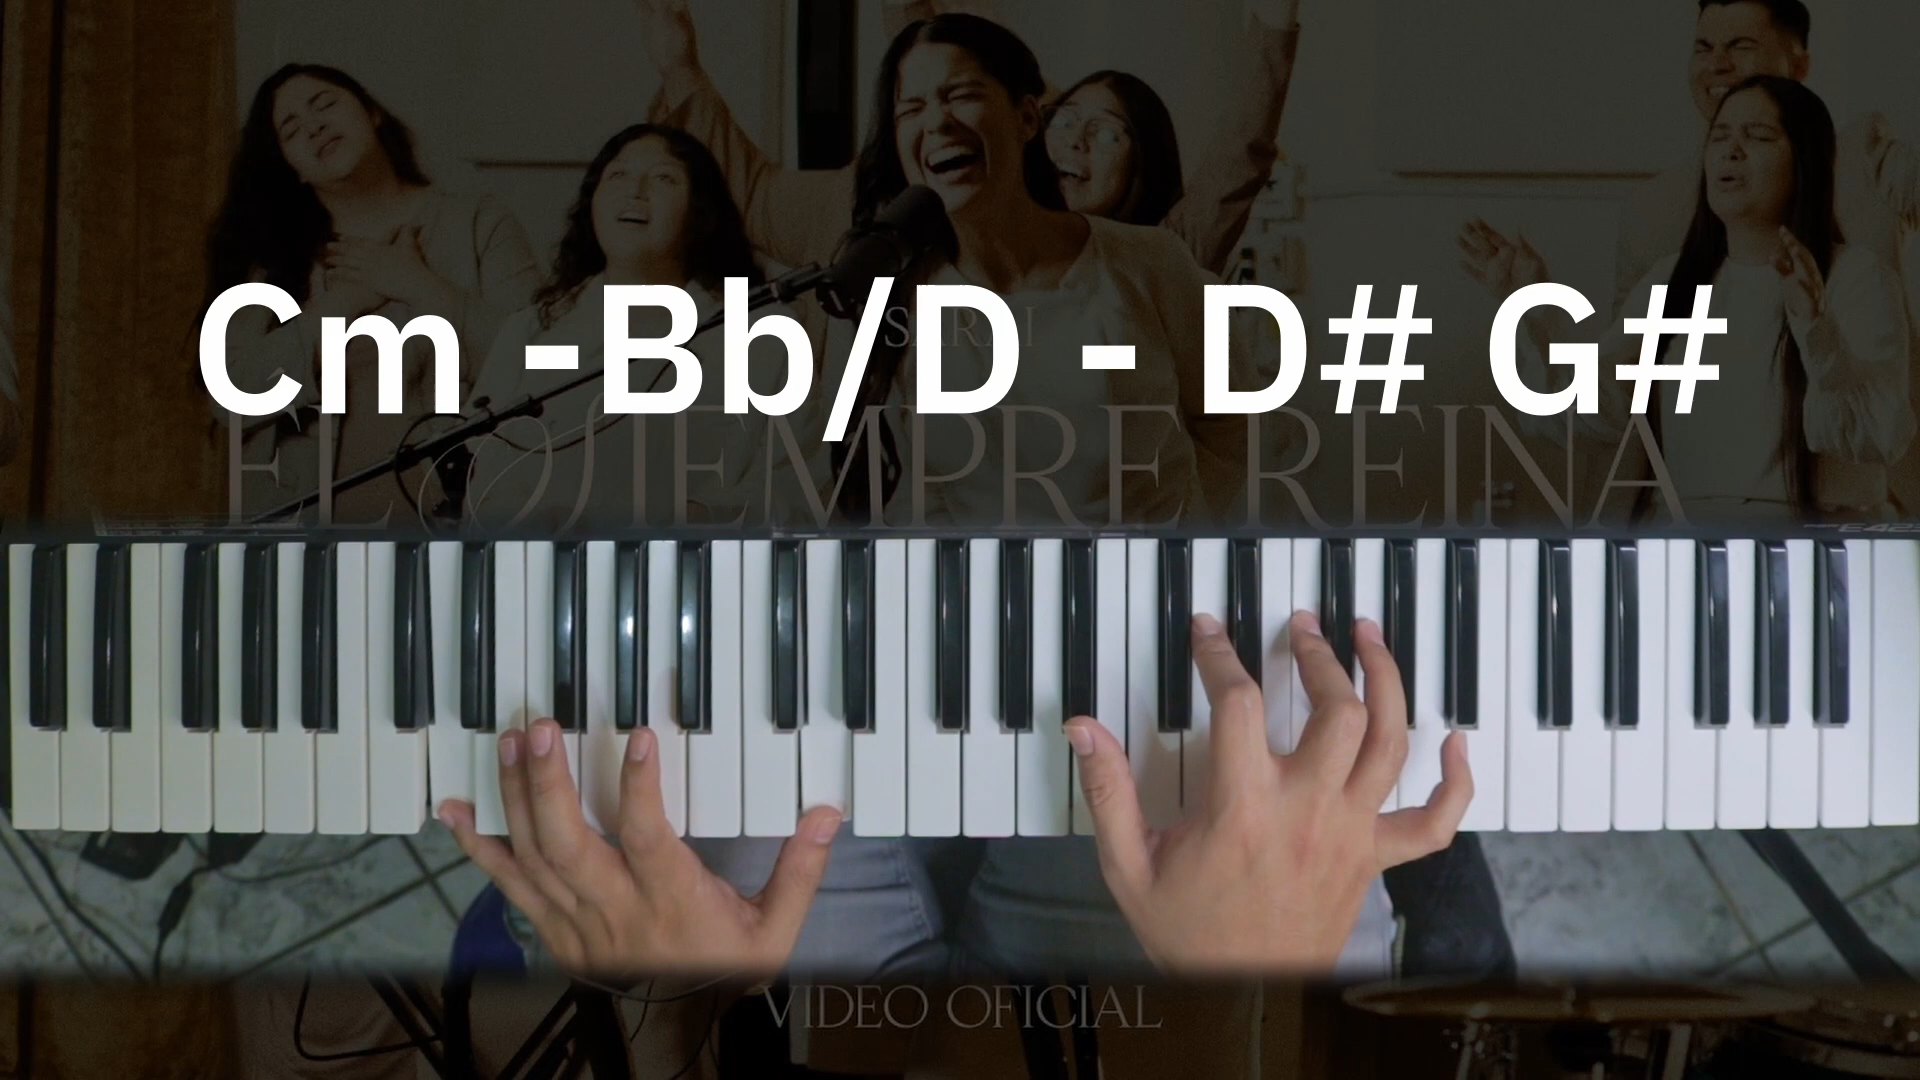 Cm -Bb/D - D# G#
SARAI
EL SIEMPRE REINA
VIDEO OFICIAL